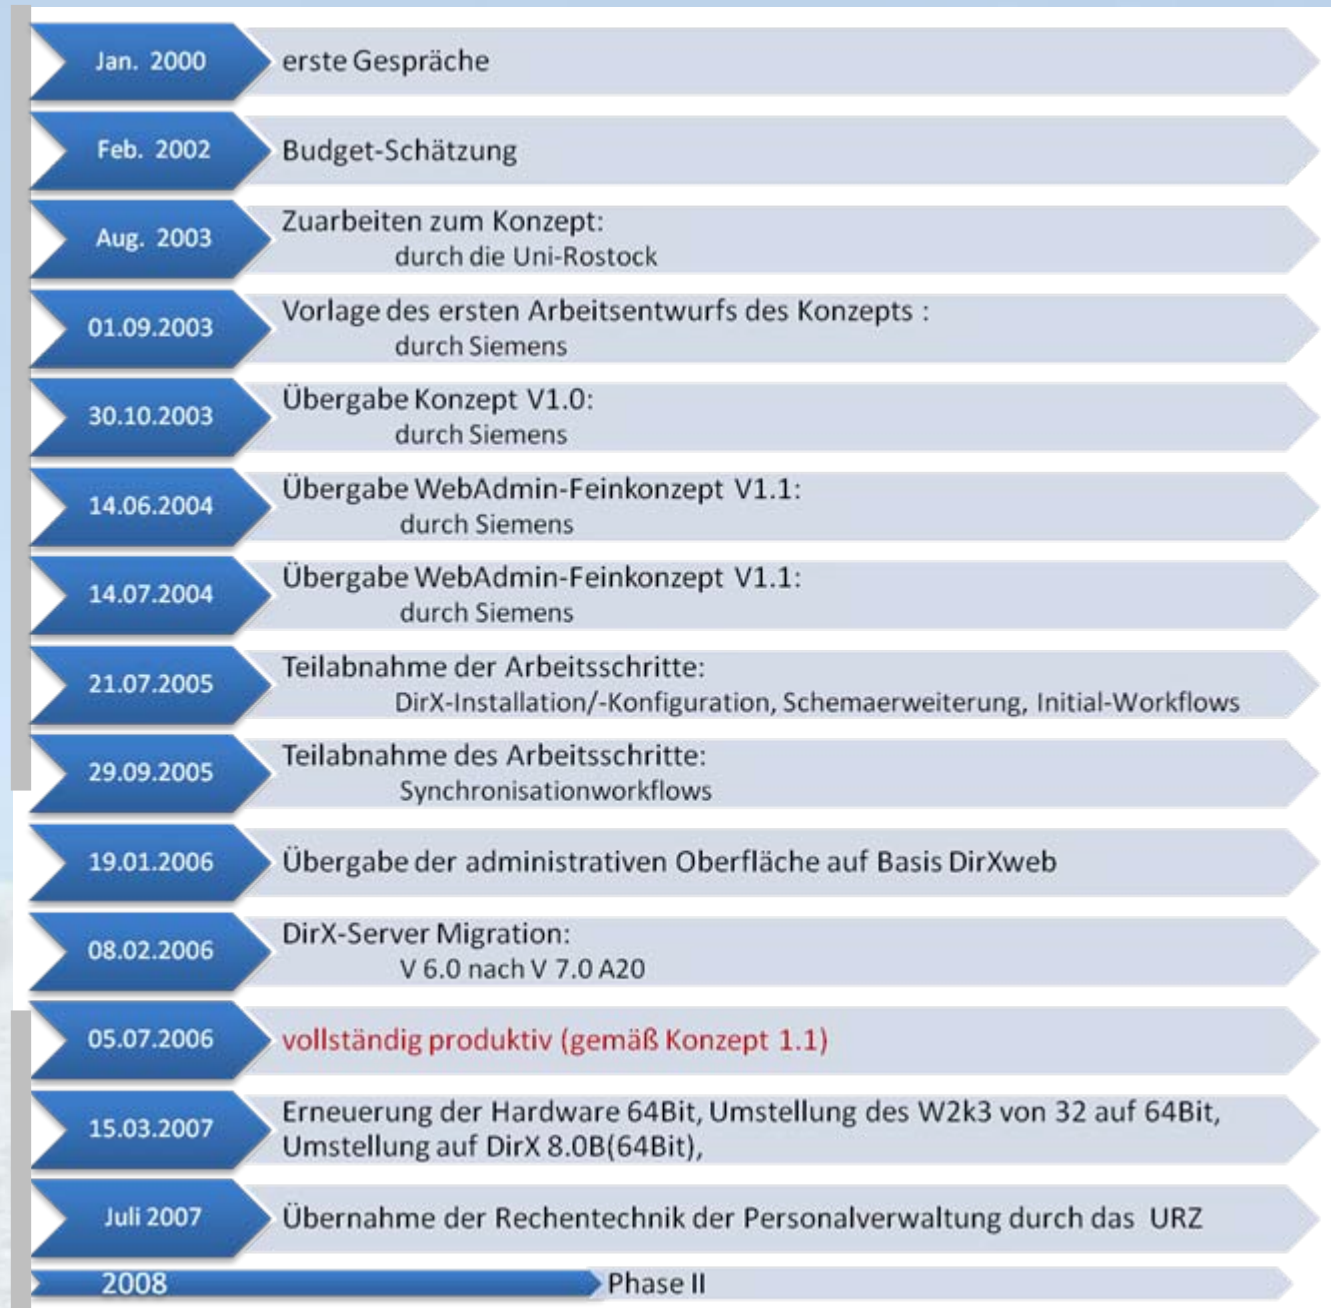 Jan. 2000 erste Gespräche
Feb. 2002 Budget-Schätzung
Aug. 2003 Zuarbeiten zum Konzept:
durch die Uni-Rostock
01.09.2003 Vorlage des ersten Arbeitsentwurfs des Konzepts :
durch Siemens
30.10.2003 Übergabe Konzept V1.0:
durch Siemens
14.06.2004 Übergabe WebAdmin-Feinkonzept V1.1:
durch Siemens
14.07.2004 Übergabe WebAdmin-Feinkonzept V1.1:
durch Siemens
21.07.2005 Teilabnahme der Arbeitsschritte:
DirX-Installation/-Konfiguration, Schemaerweiterung, Initial-Workflows
29.09.2005 Teilabnahme des Arbeitsschritte:
Synchronisationworkflows
19.01.2006 Übergabe der administrativen Oberfläche auf Basis DirXweb
08.02.2006 DirX-Server Migration:
V 6.0 nach V 7.0 A20
05.07.2006 vollständig produktiv (gemäß Konzept 1.1)
15.03.2007 Erneuerung der Hardware 64Bit, Umstellung des W2k3 von 32 auf 64Bit,
Umstellung auf DirX 8.0B(64Bit),
Juli 2007 Übernahme der Rechentechnik der Personalverwaltung durch das URZ
2008 Phase II